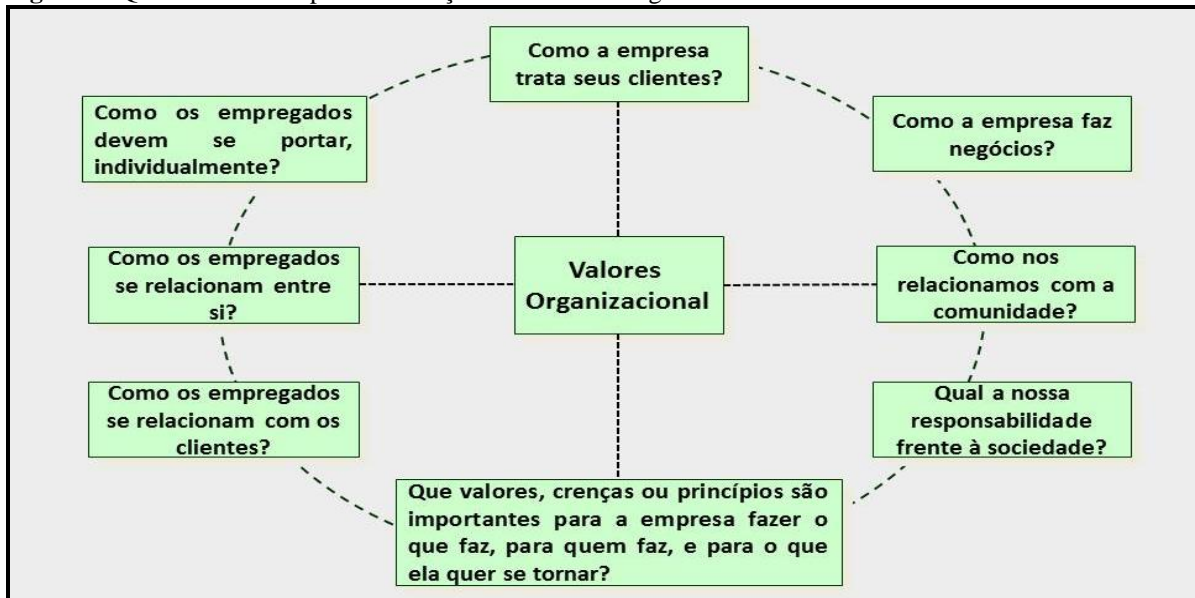 Como a empresa
trata seus clientes?
Como os empregados
devem se portar,
individualmente?
Como a empresa faz
negócios?
Como os empregados
se relacionam entre
si?
Valores
Organizacional
Como nos
relacionamos com a
comunidade?
Como os empregados
se relacionam com os
clientes?
Qual a nossa
responsabilidade
frente à sociedade?
Que valores, crenças ou princípios são
importantes para a empresa fazer o
que faz, para quem faz, e para o que
ela quer se tornar?